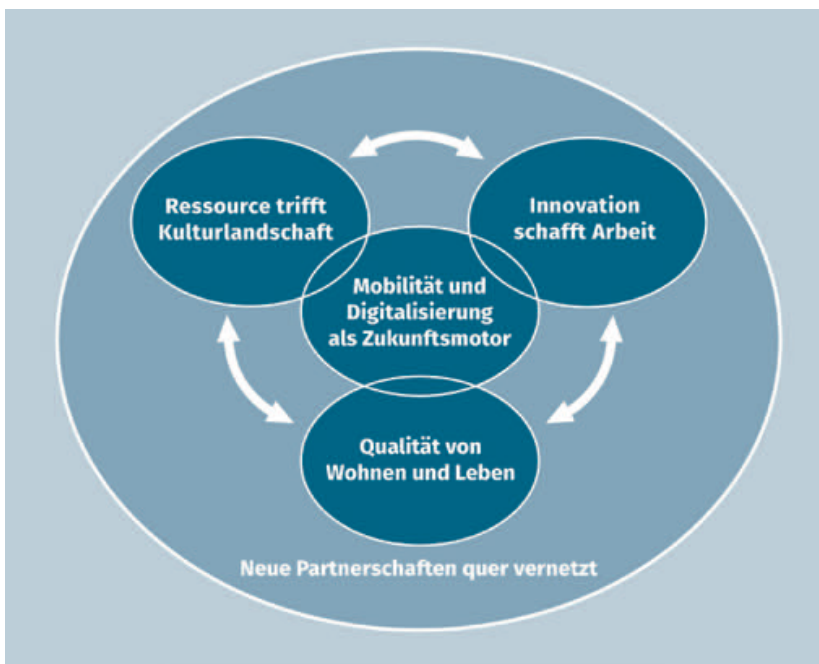 Ressource trifft
Kulturlandschaft
Innovation
schafft Arbeit
Mobilität und
Digitalisierung
als Zukunftsmotor
Qualität von
Wohnen und Leben
Neue Partnerschaften quer vernetzt